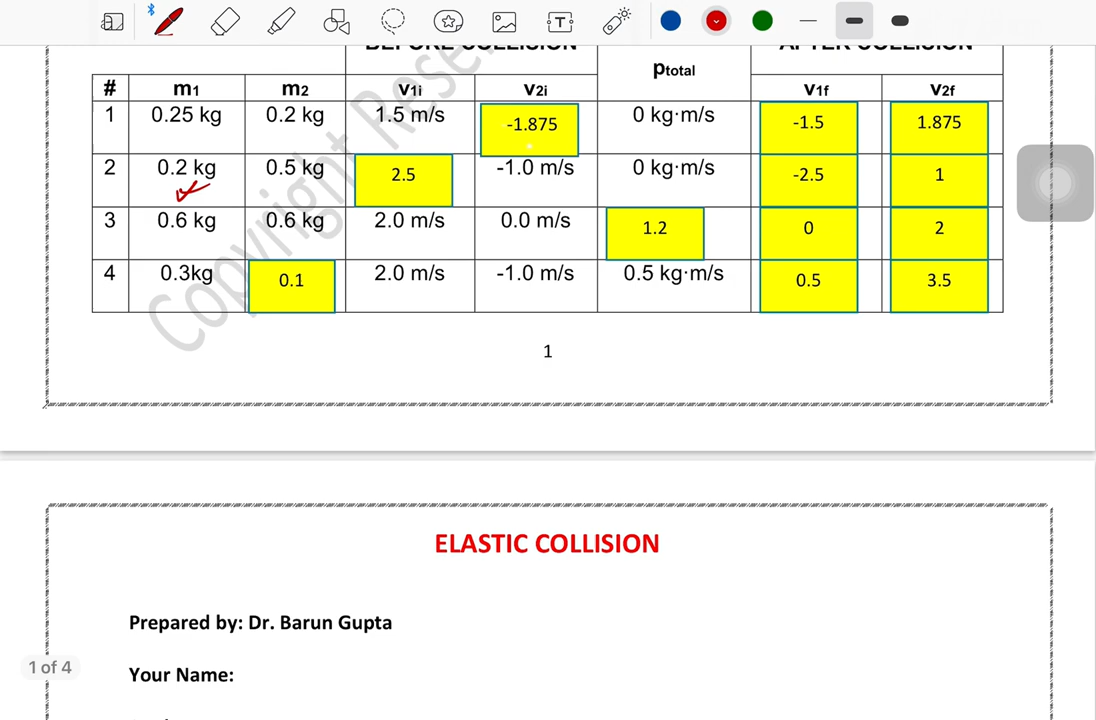 BEFORE COLLISION AFTER COLLISION
# m1 m2 v1i v2i ptotal v1f v2f
1 0.25 kg 0.2 kg 1.5 m/s -1.875 0 kg·m/s -1.5 1.875
2 0.2 kg 0.5 kg 2.5 -1.0 m/s 0 kg·m/s -2.5 1
3 0.6 kg 0.6 kg 2.0 m/s 0.0 m/s 1.2 0 2
4 0.3kg 0.1 2.0 m/s -1.0 m/s 0.5 kg·m/s 0.5 3.5
1
ELASTIC COLLISION
Prepared by: Dr. Barun Gupta
1 of 4
Your Name: